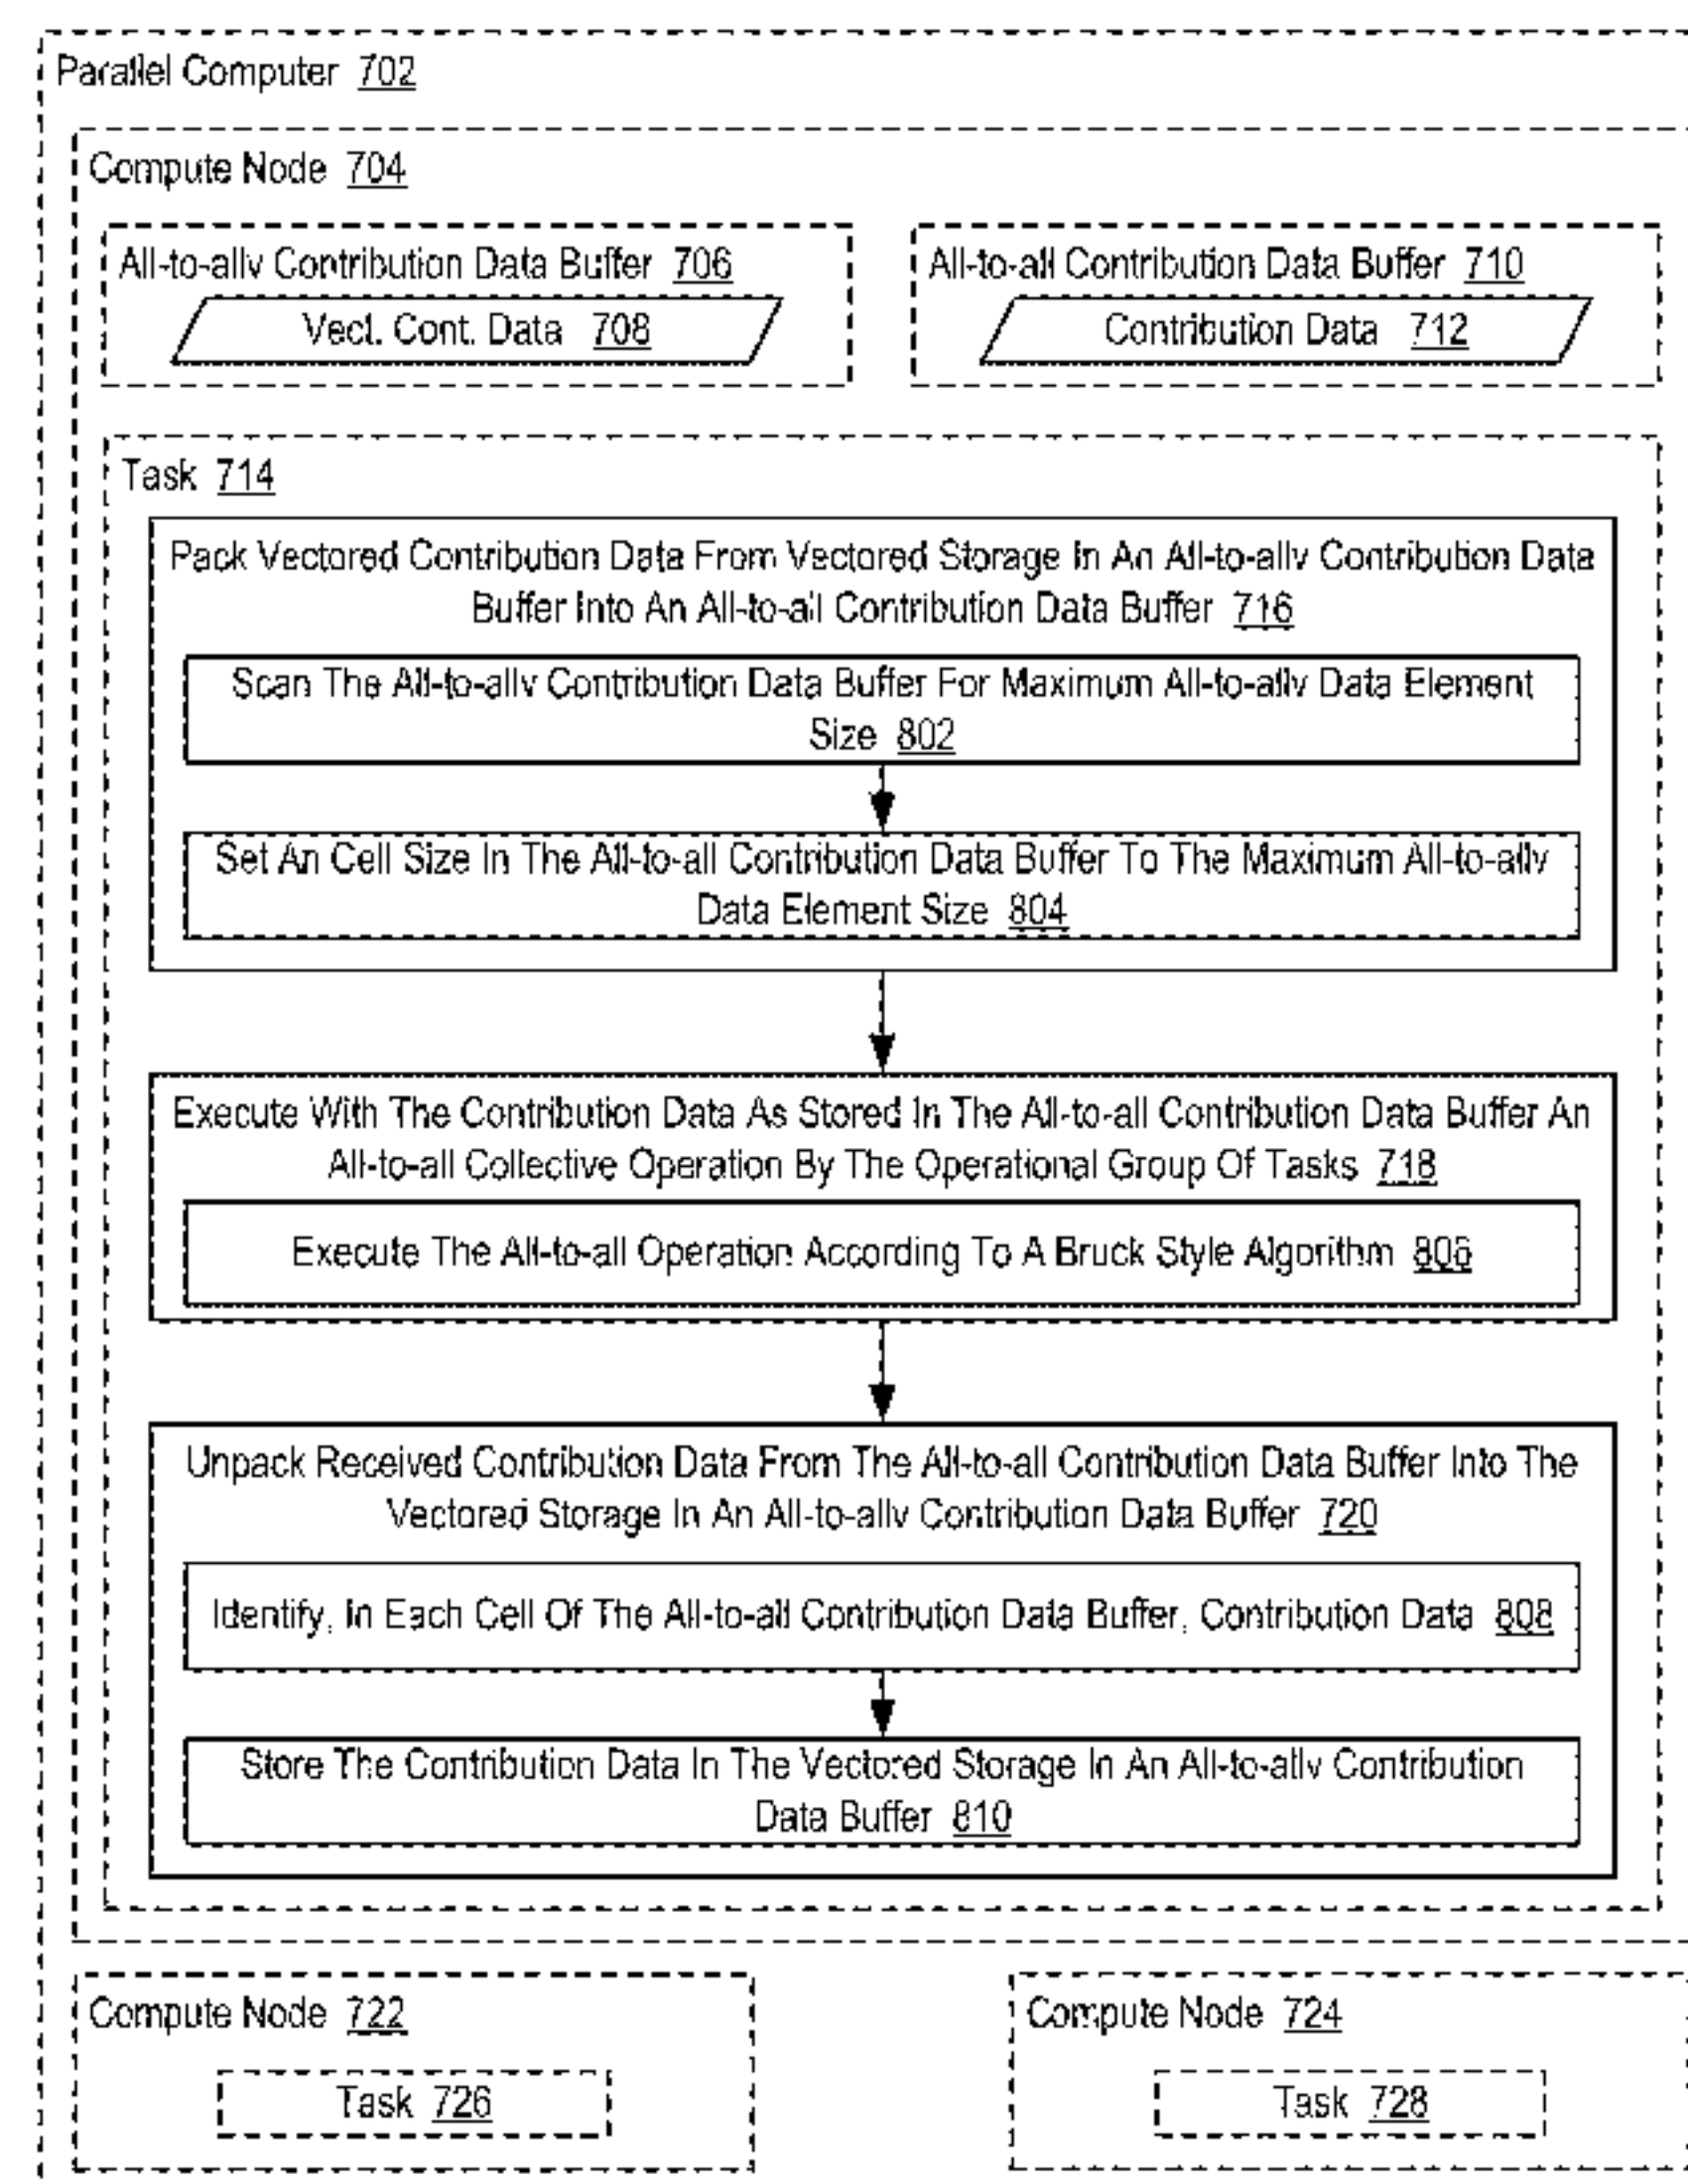 Parallel Computer 702
Compute Node 704
All-to-allv Contribution Data Buffer 706
Vect. Cont. Data 708
All-to-all Contribution Data Buffer 710
Contribution Data 712
Task 714
Pack Vectored Contribution Data From Vectored Storage In An All-to-allv Contribution Data
Buffer Into An All-to-all Contribution Data Buffer 716
Scan The All-to-allv Contribution Data Buffer For Maximum All-to-allv Data Element
Size 802
Set An Cell Size In The All-to-all Contribution Data Buffer To The Maximum All-to-allv
Data Element Size 804
Execute With The Contribution Data As Stored In The All-to-all Contribution Data Buffer An
All-to-all Collective Operation By The Operational Group Of Tasks 718
Execute The All-to-all Operation According To A Bruck Style Algorithm 806
Unpack Received Contribution Data From The All-to-all Contribution Data Buffer Into The
Vectored Storage In An All-to-allv Contribution Data Buffer 720
Identify, In Each Cell Of The All-to-all Contribution Data Buffer, Contribution Data 808
Store The Contribution Data In The Vectored Storage In An All-to-allv Contribution
Data Buffer 810
Compute Node 722
Task 726
Compute Node 724
Task 728